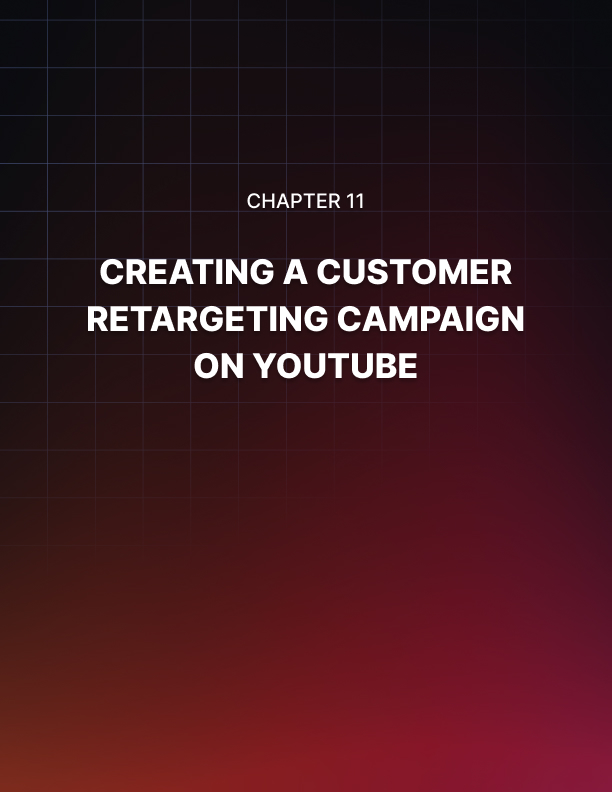 CHAPTER 11
CREATING A CUSTOMER
RETARGETING CAMPAIGN
ON YOUTUBE